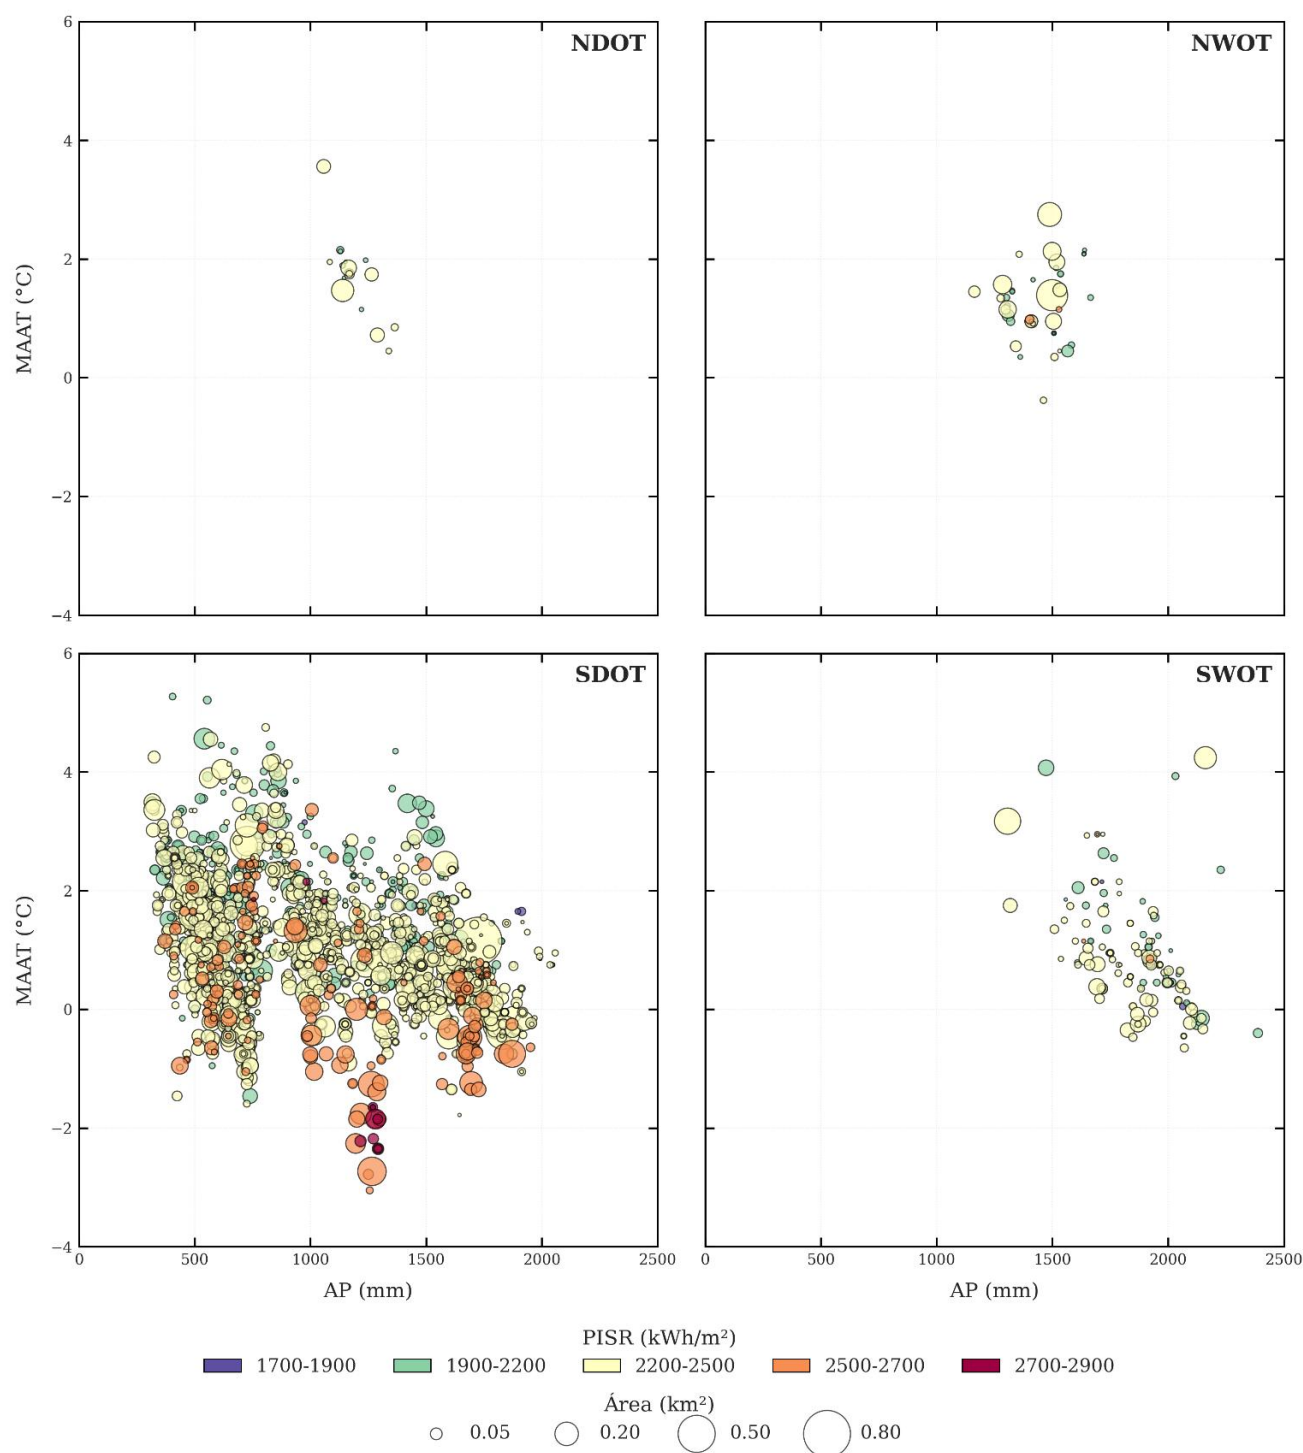 NDOT
NWOT
6
4
2
0
−2
−4
MAAT (°C)
SDOT
SWOT
6
4
2
0
−2
−4
MAAT (°C)
0 500 1000 1500 2000 2500
0 500 1000 1500 2000 2500
AP (mm)
AP (mm)
PISR (kWh/m²)
1700-1900 1900-2200 2200-2500 2500-2700 2700-2900
Área (km²)
0.05 0.20 0.50 0.80